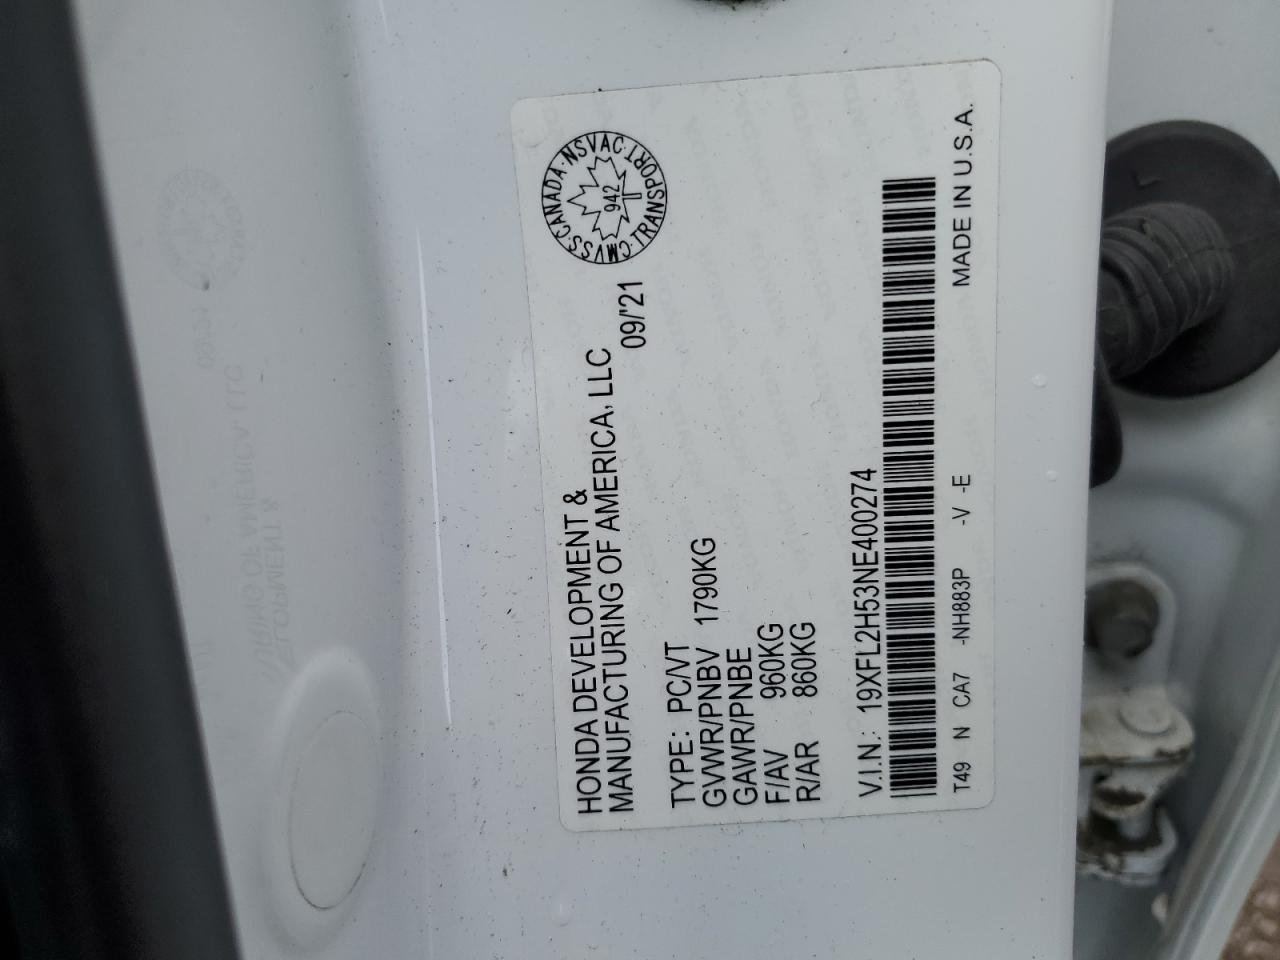 HONDA DEVELOPMENT &
MANUFACTURING OF AMERICA, LLC
09/'21
CANADA·NSVAC·TRANSPORT·CMVSS·
942
TYPE: PC/VT
GVWR/PNBV 1790KG
GAWR/PNBE
F/AV 960KG
R/AR 860KG
V.I.N.: 19XFL2H53NE400274
T49 N CA7 -NH883P -V -E MADE IN U.S.A.